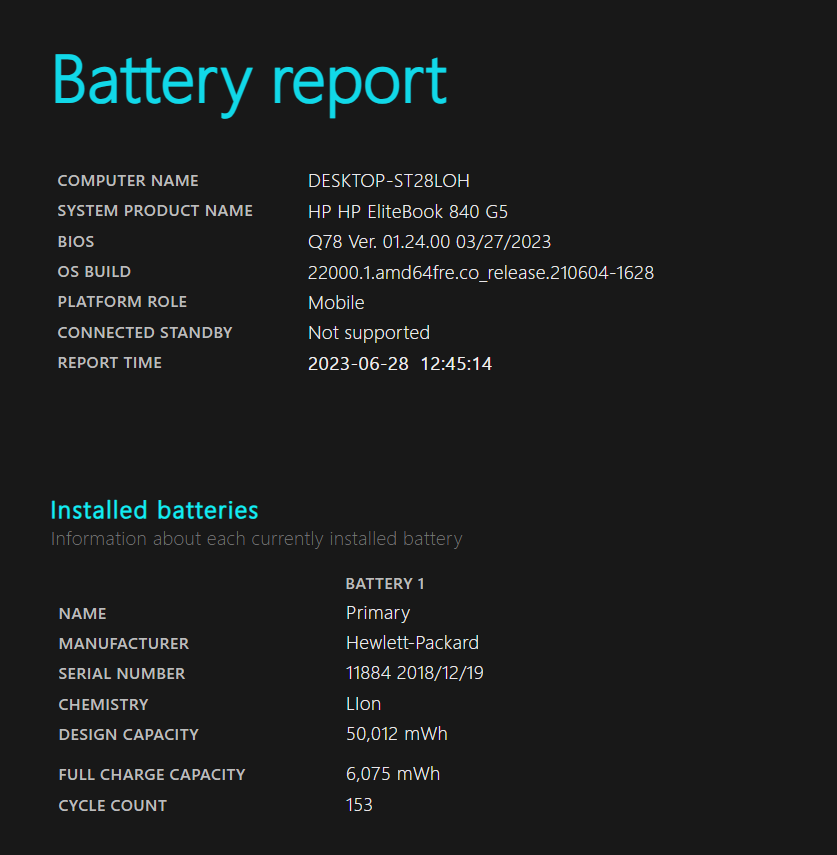 Battery report
COMPUTER NAME DESKTOP-ST28LOH
SYSTEM PRODUCT NAME HP HP EliteBook 840 G5
BIOS Q78 Ver. 01.24.00 03/27/2023
OS BUILD 22000.1.amd64fre.co_release.210604-1628
PLATFORM ROLE Mobile
CONNECTED STANDBY Not supported
REPORT TIME 2023-06-28 12:45:14
Installed batteries
Information about each currently installed battery
BATTERY 1
NAME Primary
MANUFACTURER Hewlett-Packard
SERIAL NUMBER 11884 2018/12/19
CHEMISTRY LIon
DESIGN CAPACITY 50,012 mWh
FULL CHARGE CAPACITY 6,075 mWh
CYCLE COUNT 153